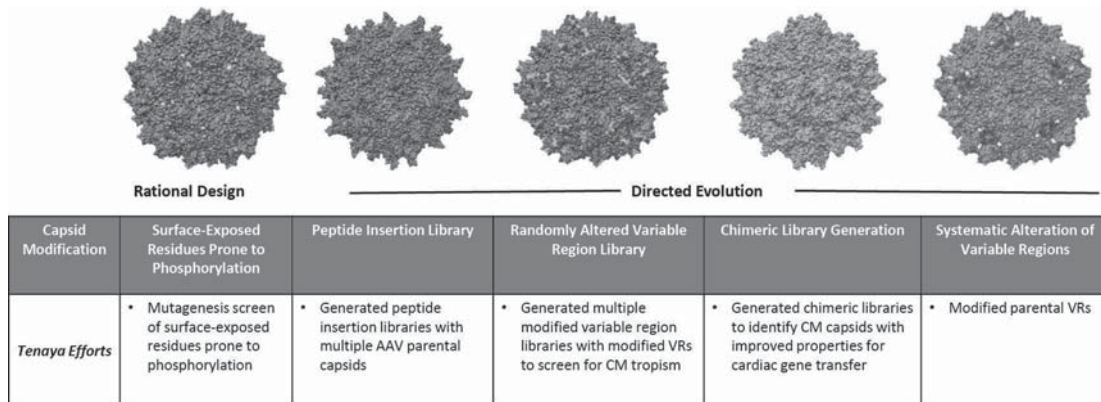 Rational Design
Directed Evolution
Capsid
Modification
Surface-Exposed
Residues Prone to
Phosphorylation
Peptide Insertion Library
Randomly Altered Variable
Region Library
Chimeric Library Generation
Systematic Alteration of
Variable Regions
Tenaya Efforts
• Mutagenesis screen
of surface-exposed
residues prone to
phosphorylation
• Generated peptide
insertion libraries with
multiple AAV parental
capsids
• Generated multiple
modified variable region
libraries with modified VRs
to screen for CM tropism
• Generated chimeric libraries
to identify CM capsids with
improved properties for
cardiac gene transfer
• Modified parental VRs